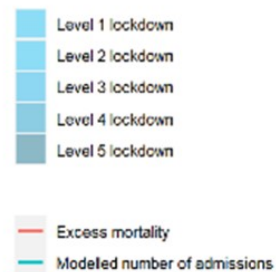 Level 1 lockdown
Level 2 lockdown
Level 3 lockdown
Level 4 lockdown
Level 5 lockdown
Excess mortality
Modelled number of admissions